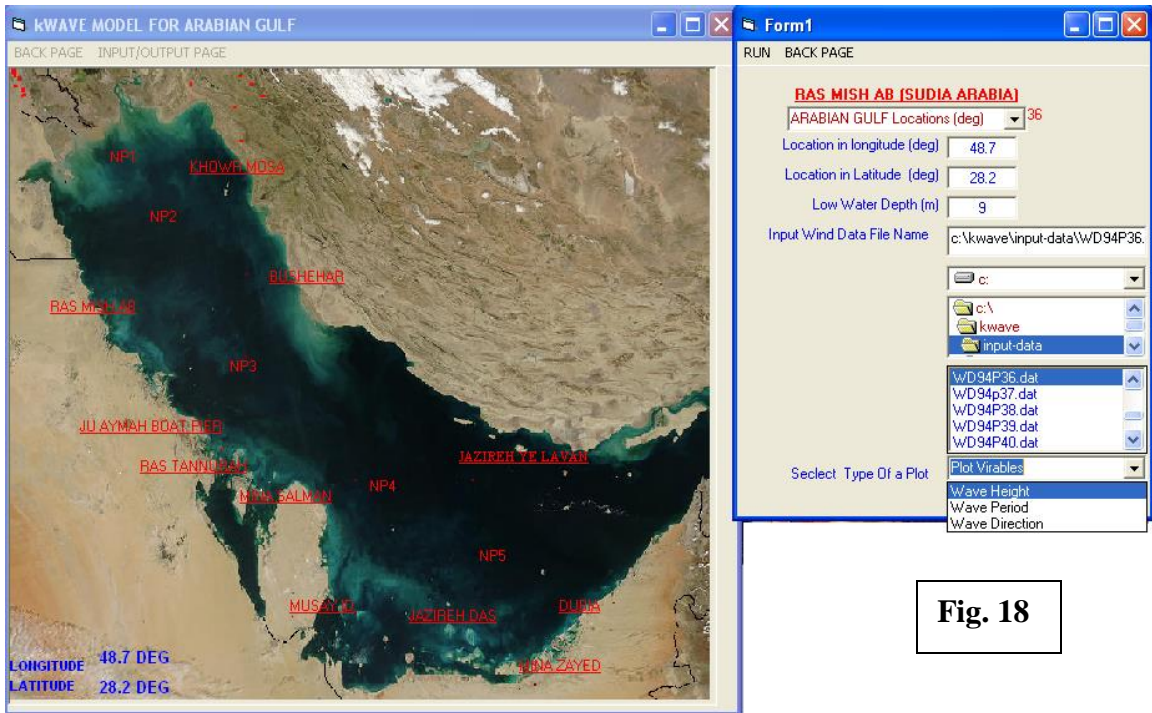 kWAVE MODEL FOR ARABIAN GULF
BACK PAGE INPUT/OUTPUT PAGE
NP1
KHOWR MOSA
NP2
BUSHEHAR
RAS MISH AB
NP3
JU AYMAH BOAT PIER
RAS TANNURAH
JAZIREH YE LAVAN
MINA SALMAN
NP4
NP5
MUSAY ID
JAZIREH DAS
DUBIA
MINA ZAYED
LONGITUDE 48.7 DEG
LATITUDE 28.2 DEG
Form1
RUN BACK PAGE
RAS MISH AB (SUDIA ARABIA)
ARABIAN GULF Locations (deg) 36
Location in longitude (deg) 48.7
Location in Latitude (deg) 28.2
Low Water Depth (m) 9
Input Wind Data File Name c:\kwave\input-data\WD94P36.
c:
c:\
kwave
input-data
WD94P36.dat
WD94p37.dat
WD94P38.dat
WD94P39.dat
WD94P40.dat
Seclect Type Of a Plot Plot Virables
Wave Height
Wave Period
Wave Direction
Fig. 18